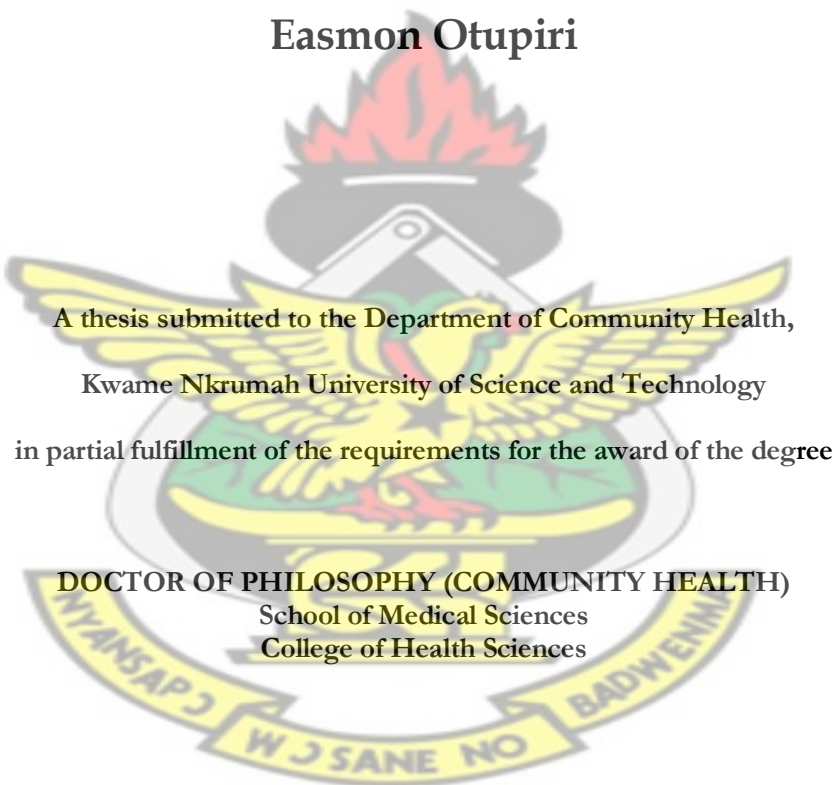 Easmon Otupiri
A thesis submitted to the Department of Community Health,
Kwame Nkrumah University of Science and Technology
in partial fulfillment of the requirements for the award of the degree
DOCTOR OF PHILOSOPHY (COMMUNITY HEALTH)
School of Medical Sciences
College of Health Sciences
NYANSAPƆ WƆSANE NO BADWENMA